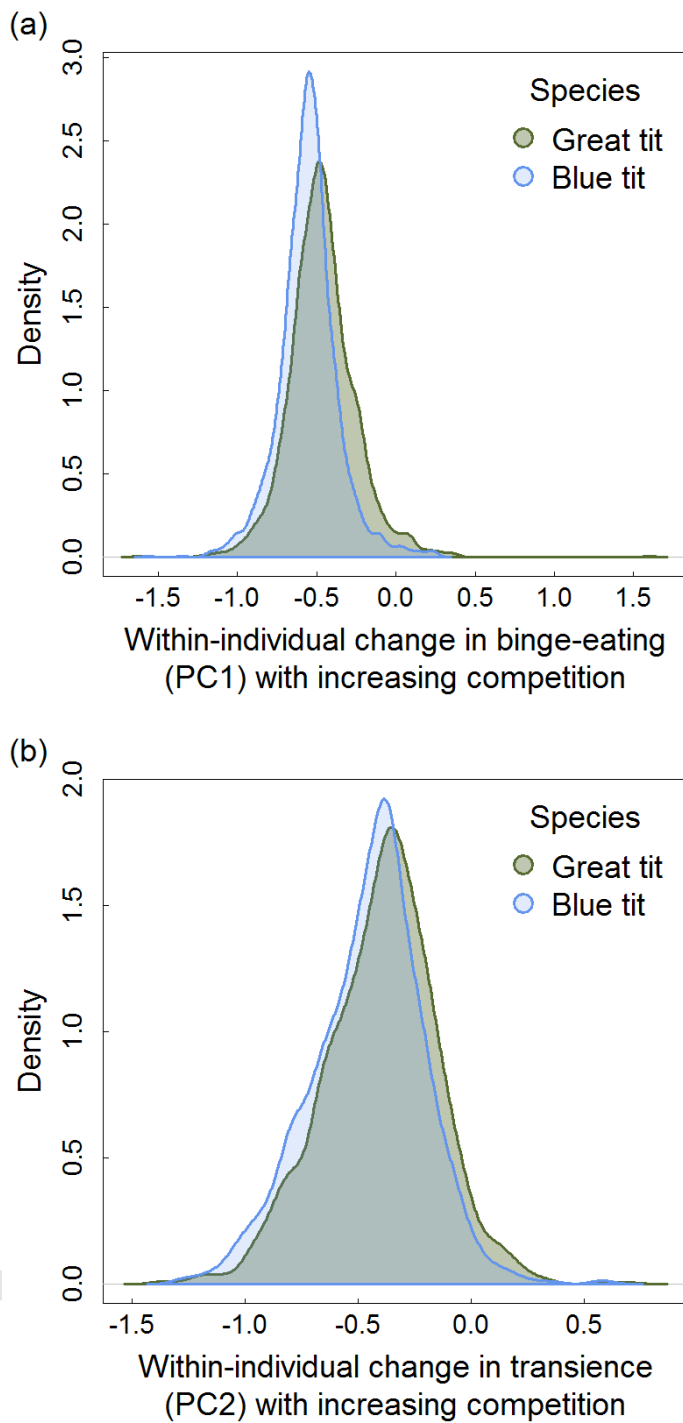 (a)
3.0
2.5
2.0
1.5
1.0
0.5
0.0
Density
Species
Great tit
Blue tit
-1.5 -1.0 -0.5 0.0 0.5 1.0 1.5
Within-individual change in binge-eating
(PC1) with increasing competition
(b)
2.0
1.5
1.0
0.5
0.0
Density
Species
Great tit
Blue tit
-1.5 -1.0 -0.5 0.0 0.5
Within-individual change in transience
(PC2) with increasing competition